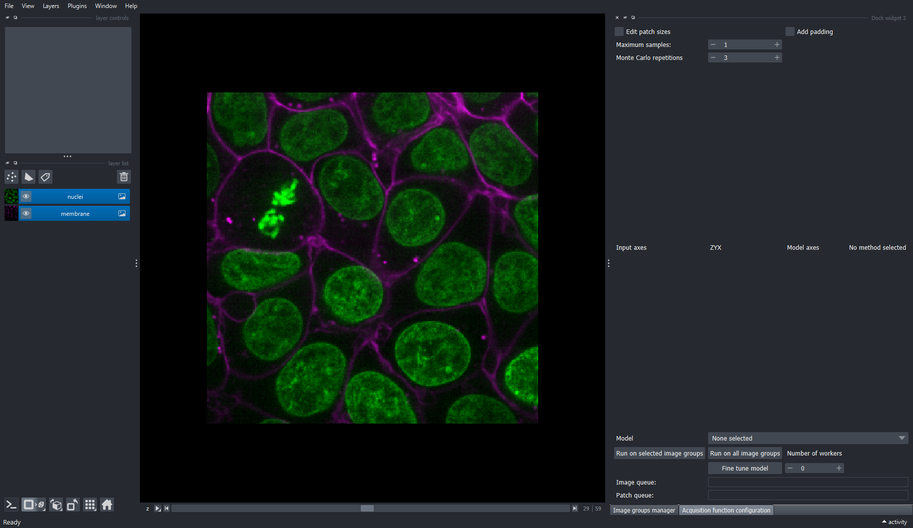 File View Layers Plugins Window Help
layer controls
Dock widget 2
Edit patch sizes
Add padding
Maximum samples:
1
Monte Carlo repetitions
3
layer list
nuclei
membrane
Input axes
ZYX
Model axes
No method selected
Model
None selected
Run on selected image groups
Run on all image groups
Number of workers
Fine tune model
0
Image queue:
Patch queue:
z
29
59
Image groups manager
Acquisition function configuration
Ready
activity